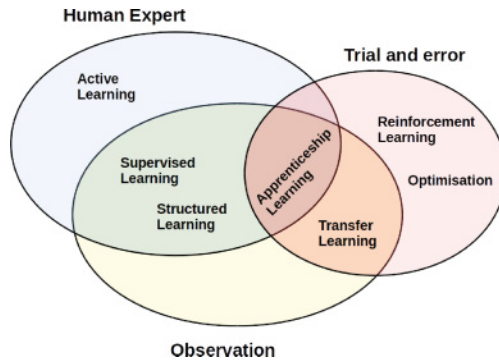 Human Expert
Trial and error
Active
Learning
Reinforcement
Learning
Supervised
Learning
Apprenticeship
Learning
Optimisation
Structured
Learning
Transfer
Learning
Observation